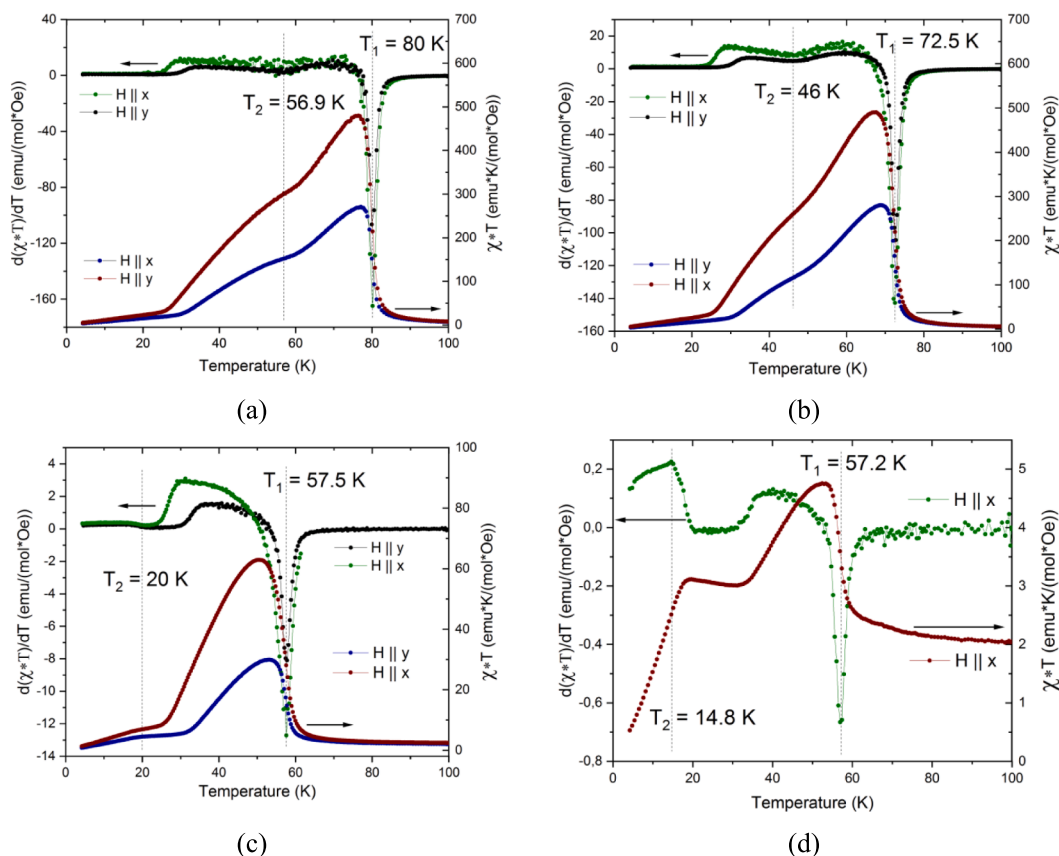 40
0
-40
-80
-120
-160
d(χ*T)/dT (emu/(mol*Oe)
700
600
500
400
300
200
100
0
χ*T (emu*K/(mol*Oe)
T1 = 80 K
T2 = 56.9 K
H || x
H || y
H || x
H || y
0 20 40 60 80 100
Temperature (K)
(a)
20
0
-20
-40
-60
-80
-100
-120
-140
-160
d(χ*T)/dT (emu/(mol*Oe)
700
600
500
400
300
200
100
0
χ*T (emu*K/(mol*Oe)
T1 = 72.5 K
T2 = 46 K
H || x
H || y
H || y
H || x
0 20 40 60 80 100
Temperature (K)
(b)
4
2
0
-2
-4
-6
-8
-10
-12
-14
d(χ*T)/dT (emu/(mol*Oe)
100
80
60
40
20
0
χ*T (emu*K/(mol*Oe)
T1 = 57.5 K
T2 = 20 K
H || y
H || x
H || y
H || x
0 20 40 60 80 100
Temperature (K)
(c)
0,2
0,0
-0,2
-0,4
-0,6
-0,8
d(χ*T)/dT (emu/(mol*Oe)
5
4
3
2
1
0
χ*T (emu*K/(mol*Oe)
T1 = 57.2 K
T2 = 14.8 K
H || x
H || x
0 20 40 60 80 100
Temperature (K)
(d)